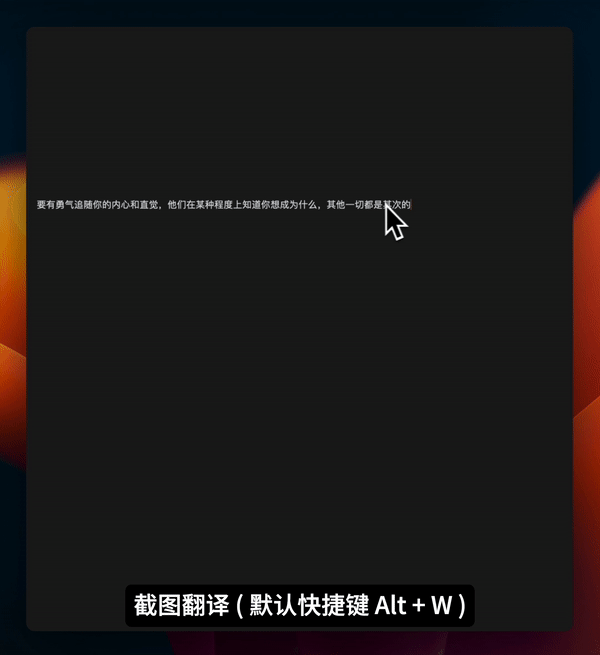 要有勇气追随你的内心和直觉，他们在某种程度上知道你想成为什么，其他一切都是其次的
截图翻译 ( 默认快捷键 Alt + W )